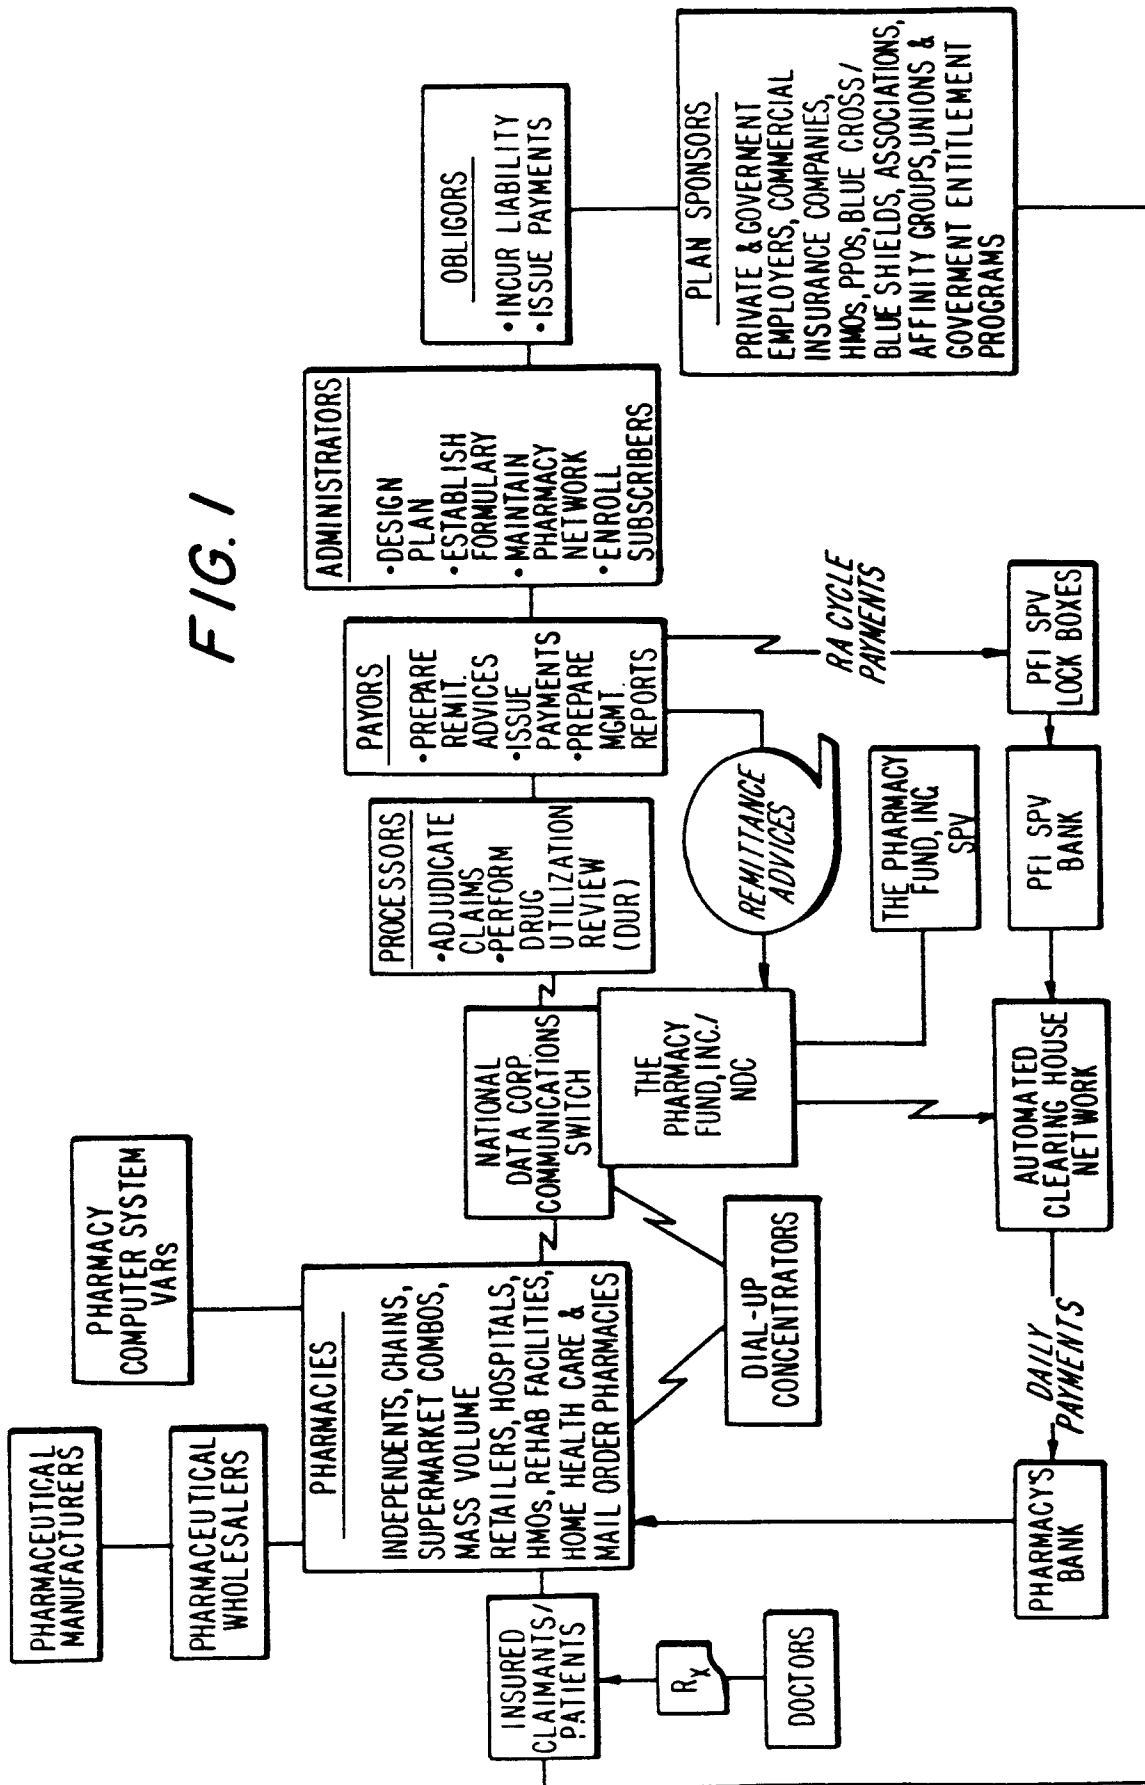 FIG. 1
PHARMACEUTICAL
MANUFACTURERS
PHARMACEUTICAL
WHOLESALERS
PHARMACY
COMPUTER SYSTEM
VARs
PHARMACIES
INDEPENDENTS, CHAINS,
SUPERMARKET COMBOS,
MASS VOLUME
RETAILERS, HOSPITALS,
HMOs, REHAB FACILITIES,
HOME HEALTH CARE &
MAIL ORDER PHARMACIES
INSURED
CLAIMANTS/
PATIENTS
Rx
DOCTORS
NATIONAL
DATA CORP.
COMMUNICATIONS
SWITCH
THE
PHARMACY
FUND, INC./
NDC
DIAL-UP
CONCENTRATORS
PROCESSORS
•ADJUDICATE
CLAIMS
•PERFORM
DRUG
UTILIZATION
REVIEW
(DUR)
PAYORS
•PREPARE
REMIT.
ADVICES
•ISSUE
PAYMENTS
•PREPARE
MGMT.
REPORTS
ADMINISTRATORS
•DESIGN
PLAN
•ESTABLISH
FORMULARY
•MAINTAIN
PHARMACY
NETWORK
•ENROLL
SUBSCRIBERS
OBLIGORS
•INCUR LIABILITY
•ISSUE PAYMENTS
PLAN SPONSORS
PRIVATE & GOVERNMENT
EMPLOYERS, COMMERCIAL
INSURANCE COMPANIES,
HMOs, PPOs, BLUE CROSS/
BLUE SHIELDS, ASSOCIATIONS,
AFFINITY GROUPS, UNIONS &
GOVERMENT ENTITLEMENT
PROGRAMS
REMITTANCE
ADVICES
RA CYCLE
PAYMENTS
THE PHARMACY
FUND, INC.
SPV
PFI SPV
LOCK BOXES
PFI SPV
BANK
AUTOMATED
CLEARING HOUSE
NETWORK
DAILY
PAYMENTS
PHARMACY'S
BANK